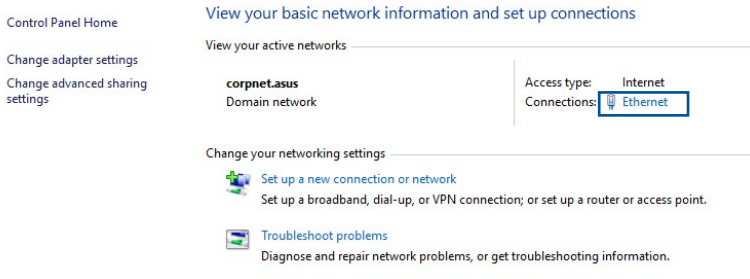 Control Panel Home
Change adapter settings
Change advanced sharing
settings
View your basic network information and set up connections
View your active networks
corpnet.asus
Domain network
Access type: Internet
Connections: Ethernet
Change your networking settings
Set up a new connection or network
Set up a broadband, dial-up, or VPN connection; or set up a router or access point.
Troubleshoot problems
Diagnose and repair network problems, or get troubleshooting information.